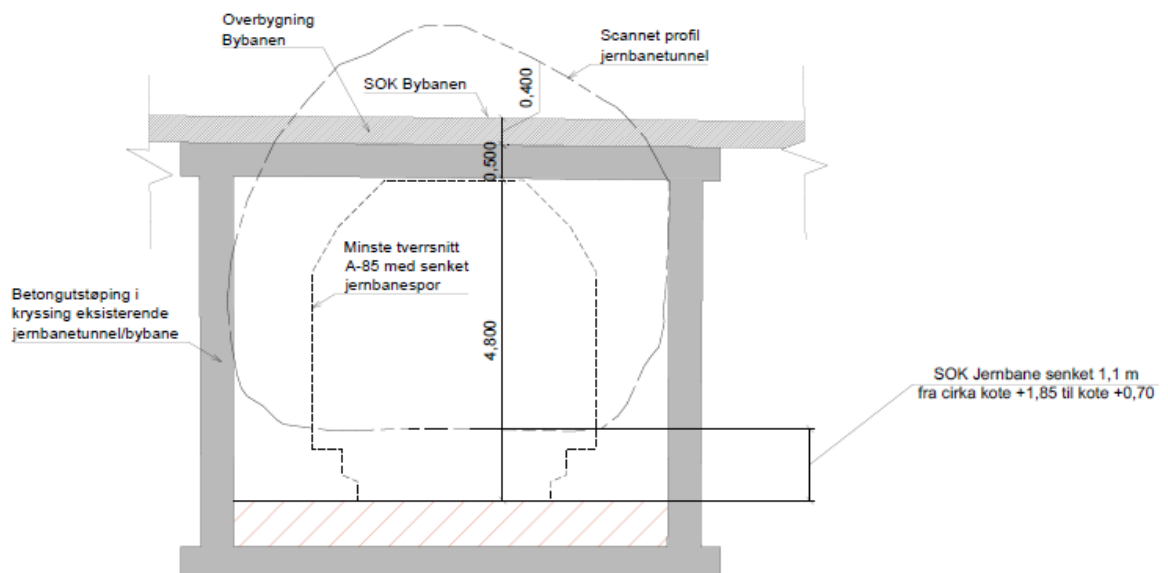 Overbygning
Bybanen
Scannet profil
jernbanetunnel
SOK Bybanen
0,400
0,500
Minste tverrsnitt
A-85 med senket
jernbanespor
Betongutstøping i
kryssing eksisterende
jernbanetunnel/bybane
4,800
SOK Jernbane senket 1,1 m
fra cirka kote +1,85 til kote +0,70